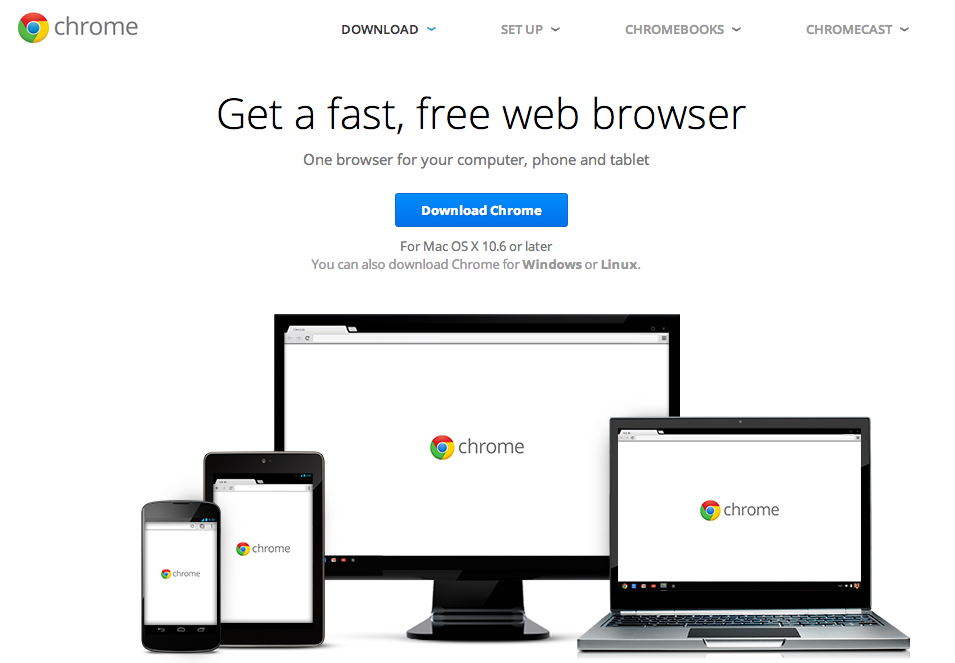 chrome
DOWNLOAD
SET UP
CHROMEBOOKS
CHROMECAST
Get a fast, free web browser
One browser for your computer, phone and tablet
Download Chrome
For Mac OS X 10.6 or later
You can also download Chrome for Windows or Linux.
chrome
chrome
chrome
chrome